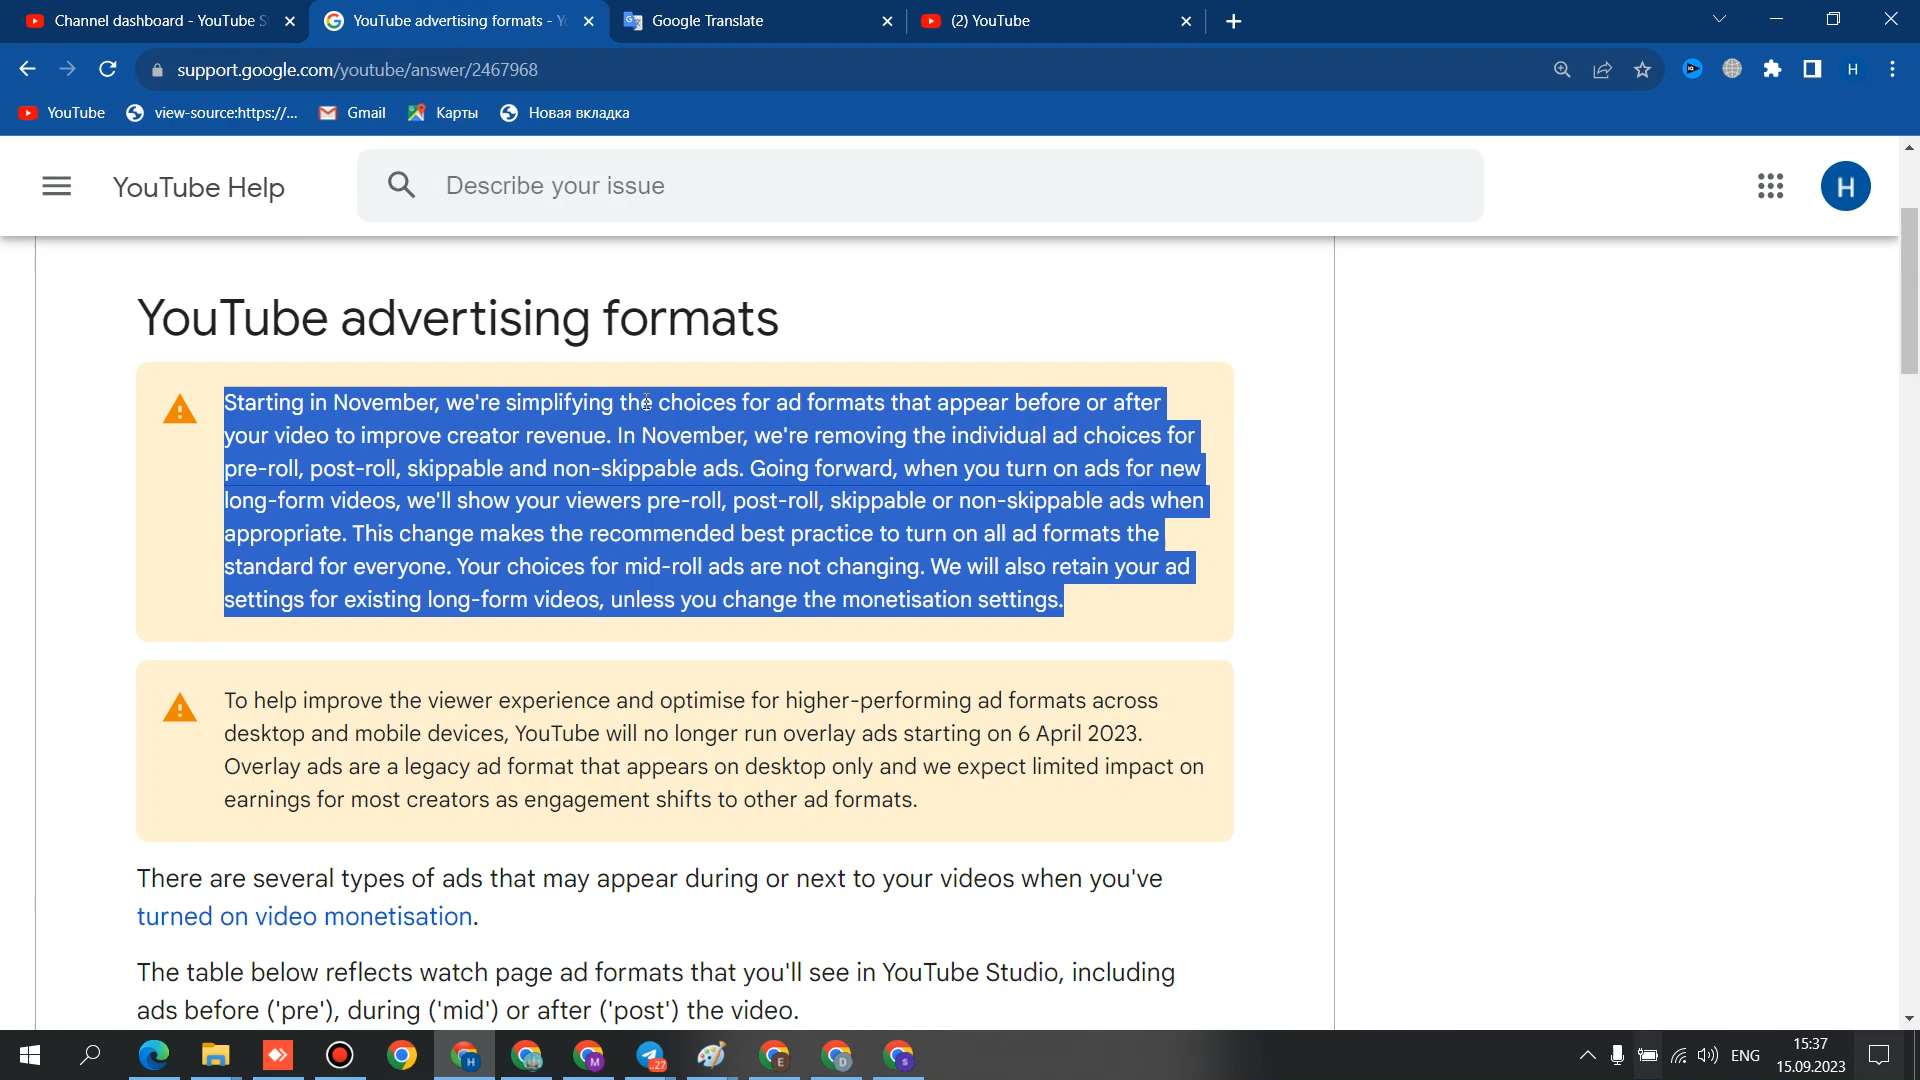 Channel dashboard - YouTube S
YouTube advertising formats - Yo
Google Translate
(2) YouTube
support.google.com/youtube/answer/2467968
H
YouTube
view-source:https://...
Gmail
Карты
Новая вкладка
YouTube Help
Describe your issue
H
YouTube advertising formats
Starting in November, we're simplifying the choices for ad formats that appear before or after
your video to improve creator revenue. In November, we're removing the individual ad choices for
pre-roll, post-roll, skippable and non-skippable ads. Going forward, when you turn on ads for new
long-form videos, we'll show your viewers pre-roll, post-roll, skippable or non-skippable ads when
appropriate. This change makes the recommended best practice to turn on all ad formats the
standard for everyone. Your choices for mid-roll ads are not changing. We will also retain your ad
settings for existing long-form videos, unless you change the monetisation settings.
To help improve the viewer experience and optimise for higher-performing ad formats across
desktop and mobile devices, YouTube will no longer run overlay ads starting on 6 April 2023.
Overlay ads are a legacy ad format that appears on desktop only and we expect limited impact on
earnings for most creators as engagement shifts to other ad formats.
There are several types of ads that may appear during or next to your videos when you've
turned on video monetisation.
The table below reflects watch page ad formats that you'll see in YouTube Studio, including
ads before ('pre'), during ('mid') or after ('post') the video.
H
M
27
E
D
S
ENG
15:37
15.09.2023